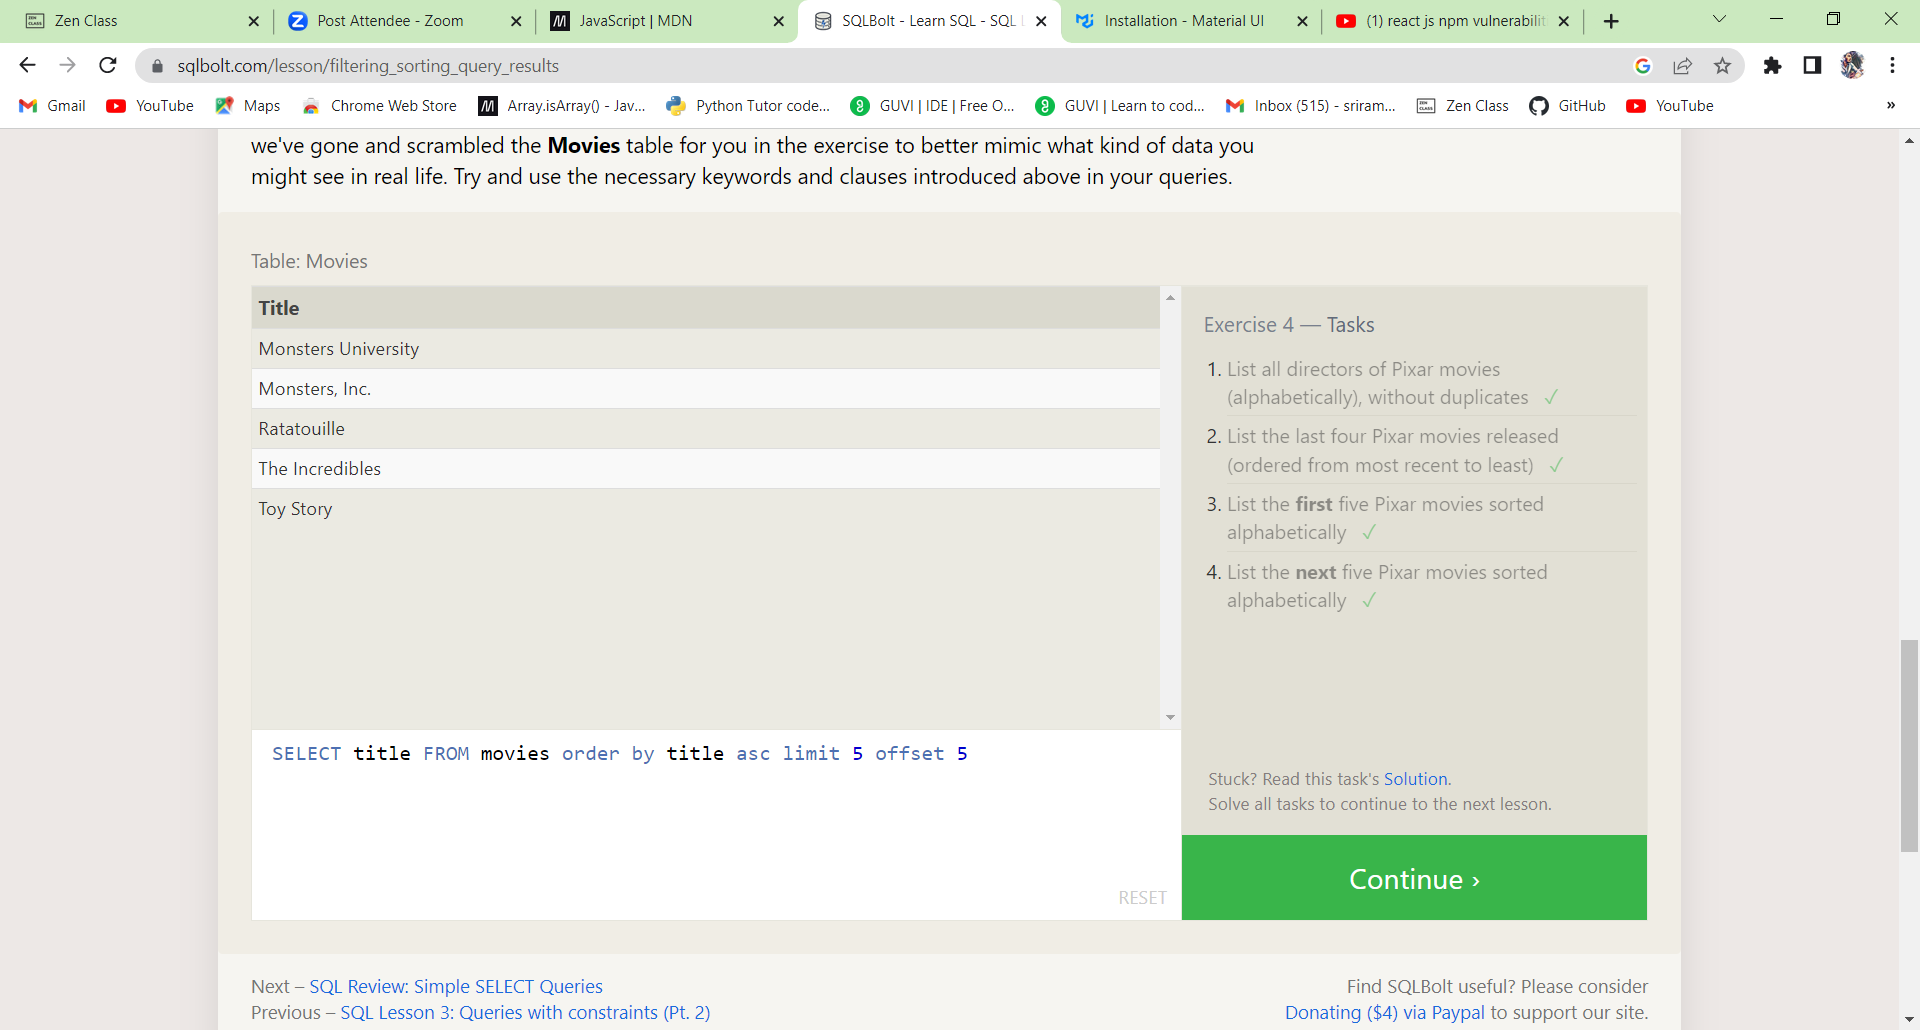 Zen Class
Post Attendee - Zoom
JavaScript | MDN
SQLBolt - Learn SQL - SQL
Installation - Material UI
(1) react js npm vulnerabilit
sqlbolt.com/lesson/filtering_sorting_query_results
Gmail
YouTube
Maps
Chrome Web Store
Array.isArray() - Jav...
Python Tutor code...
GUVI | IDE | Free O...
GUVI | Learn to cod...
Inbox (515) - sriram...
Zen Class
GitHub
YouTube
»
we've gone and scrambled the Movies table for you in the exercise to better mimic what kind of data you
might see in real life. Try and use the necessary keywords and clauses introduced above in your queries.
Table: Movies
Title
Monsters University
Monsters, Inc.
Ratatouille
The Incredibles
Toy Story
SELECT title FROM movies order by title asc limit 5 offset 5
RESET
Exercise 4 — Tasks
1. List all directors of Pixar movies
(alphabetically), without duplicates ✓
2. List the last four Pixar movies released
(ordered from most recent to least) ✓
3. List the first five Pixar movies sorted
alphabetically ✓
4. List the next five Pixar movies sorted
alphabetically ✓
Stuck? Read this task's Solution.
Solve all tasks to continue to the next lesson.
Continue ›
Next – SQL Review: Simple SELECT Queries
Previous – SQL Lesson 3: Queries with constraints (Pt. 2)
Find SQLBolt useful? Please consider
Donating ($4) via Paypal to support our site.